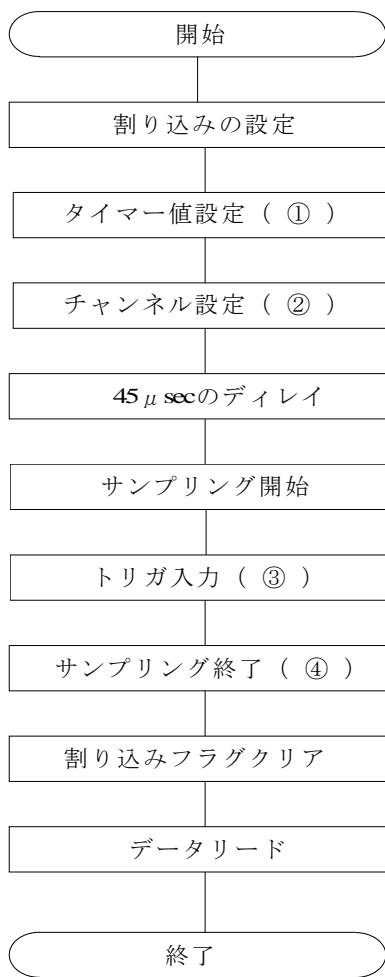 開始
割り込みの設定
タイマー値設定( ① )
チャンネル設定( ② )
45μsecのディレイ
サンプリング開始
トリガ入力( ③ )
サンプリング終了( ④ )
割り込みフラグクリア
データリード
終了